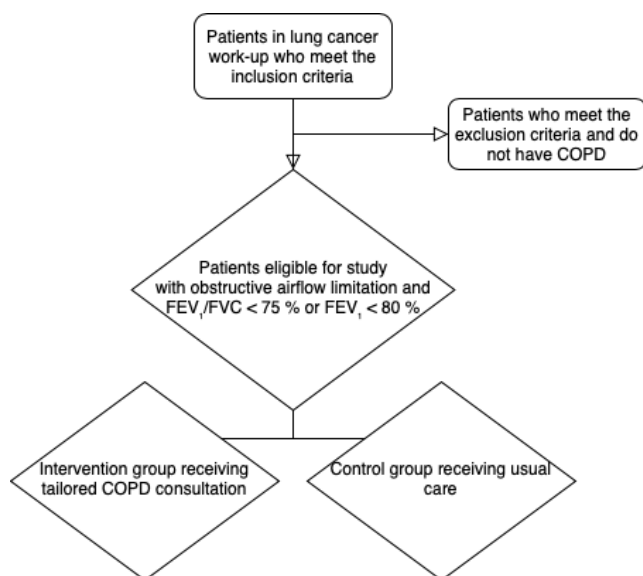 Patients in lung cancer
work-up who meet the
inclusion criteria
Patients who meet the
exclusion criteria and do
not have COPD
Patients eligible for study
with obstructive airflow limitation and
FEV₁/FVC < 75 % or FEV₁ < 80 %
Intervention group receiving
tailored COPD consultation
Control group receiving usual
care